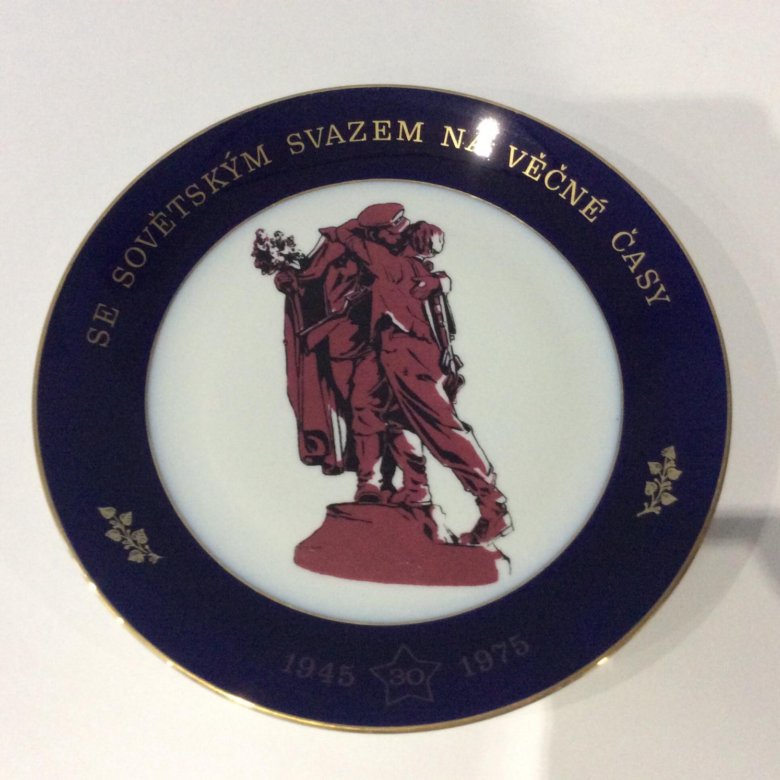 SE SOVĚTSKÝM SVAZEM NA VĚČNÉ ČASY
1945 30 1975